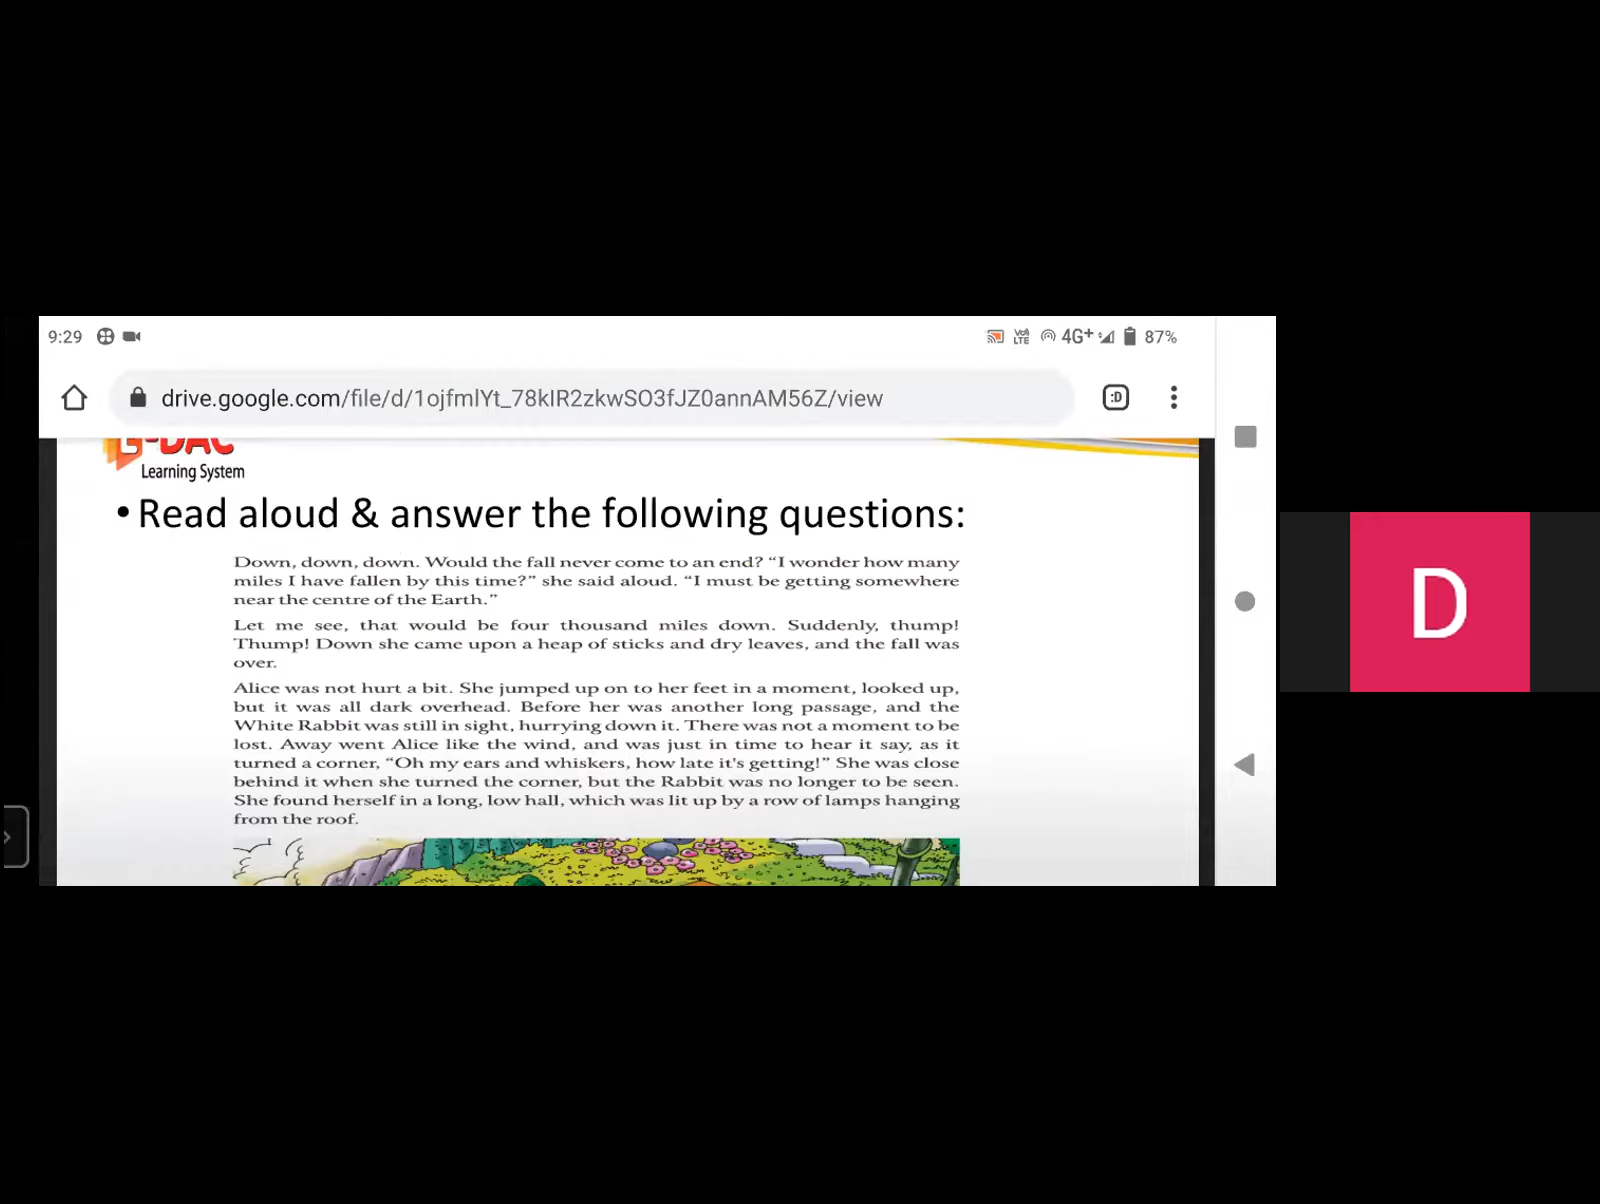 9:29
VoLTE 4G+ 87%
drive.google.com/file/d/1ojfmlYt_78kIR2zkwSO3fJZ0annAM56Z/view
:D
G-DAC
Learning System
• Read aloud & answer the following questions:
Down, down, down. Would the fall never come to an end? “I wonder how many
miles I have fallen by this time?” she said aloud. “I must be getting somewhere
near the centre of the Earth.”
Let me see, that would be four thousand miles down. Suddenly, thump!
Thump! Down she came upon a heap of sticks and dry leaves, and the fall was
over.
Alice was not hurt a bit. She jumped up on to her feet in a moment, looked up,
but it was all dark overhead. Before her was another long passage, and the
White Rabbit was still in sight, hurrying down it. There was not a moment to be
lost. Away went Alice like the wind, and was just in time to hear it say, as it
turned a corner, “Oh my ears and whiskers, how late it's getting!” She was close
behind it when she turned the corner, but the Rabbit was no longer to be seen.
She found herself in a long, low hall, which was lit up by a row of lamps hanging
from the roof.
D